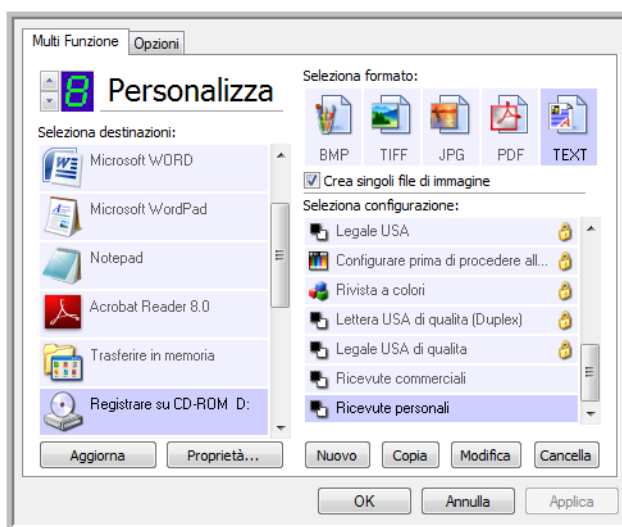 Multi Funzione
Opzioni
8
Personalizza
Seleziona destinazioni:
Microsoft WORD
Microsoft WordPad
Notepad
Acrobat Reader 8.0
Trasferire in memoria
Registrare su CD-ROM D:
Aggiorna
Proprietà...
Seleziona formato:
BMP
TIFF
JPG
PDF
TEXT
Crea singoli file di immagine
Seleziona configurazione:
Legale USA
Configurare prima di procedere all...
Rivista a colori
Lettera USA di qualita (Duplex)
Legale USA di qualita
Ricevute commerciali
Ricevute personali
Nuovo
Copia
Modifica
Cancella
OK
Annulla
Applica